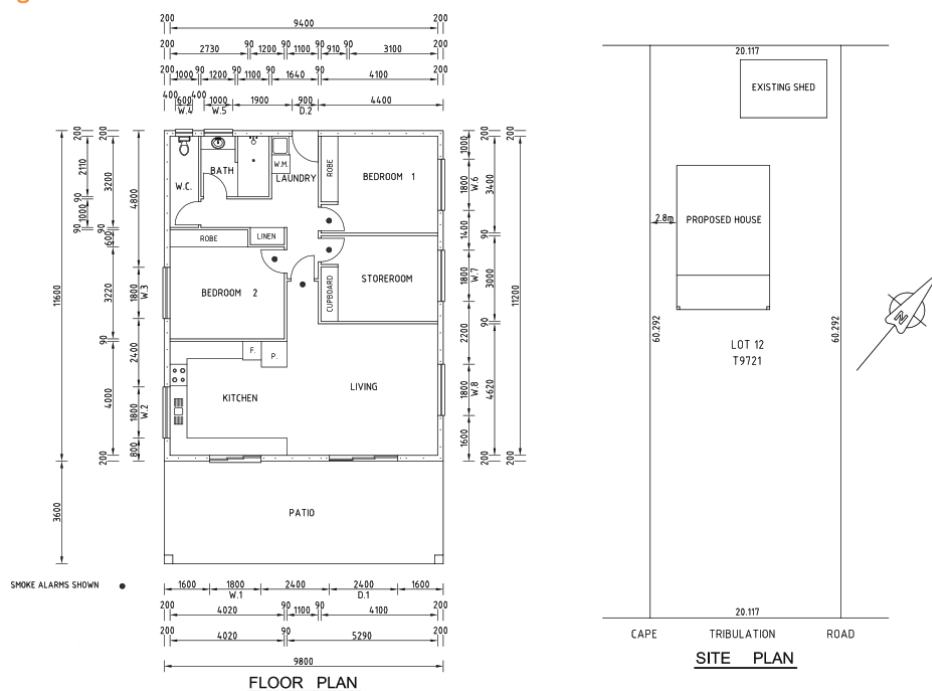 200 9400 200
200 2730 90 1200 90 1100 90 910 90 3100 200
200 1000 90 1200 90 1100 90 1640 90 4100 200
400 600 400 1000 1900 900 4400
W.4 W.5 D.2
11600
3600
200 2110 90 1000 90
200 3200 90 600 3220 90 4000 200
4800 1800 2400 1800 800
W.3 W.2
W.C.
BATH
W.M.
LAUNDRY
ROBE
BEDROOM 1
ROBE
LINEN
BEDROOM 2
CUPBOARD
STOREROOM
F.
P.
KITCHEN
LIVING
PATIO
1000 1800 1400 1800 2200 1800 1600
W.6 W.7 W.8
200 3400 90 3000 90 4620 200
200 11200 200
SMOKE ALARMS SHOWN
1600 1800 2400 2400 1600
W.1 D.1
200 4020 90 1100 90 4100 200
200 4020 90 5290 200
9800
FLOOR PLAN
20.117
EXISTING SHED
2.8m
PROPOSED HOUSE
60.292
60.292
N
LOT 12
T9721
20.117
CAPE TRIBULATION ROAD
SITE PLAN